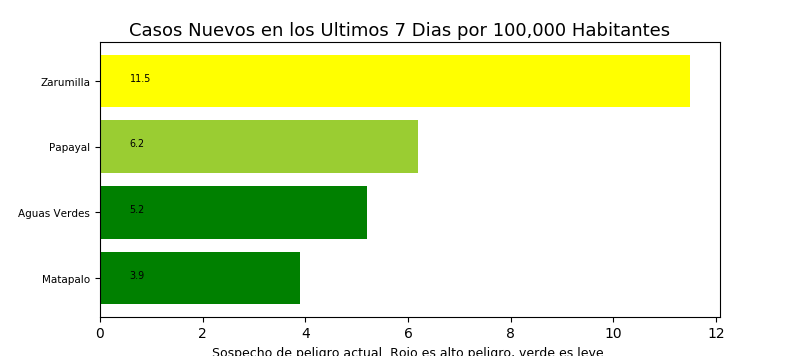 Casos Nuevos en los Ultimos 7 Dias por 100,000 Habitantes
Zarumilla 11.5
Papayal 6.2
Aguas Verdes 5.2
Matapalo 3.9
0 2 4 6 8 10 12
Sospecho de peligro actual. Rojo es alto peligro, verde es leve